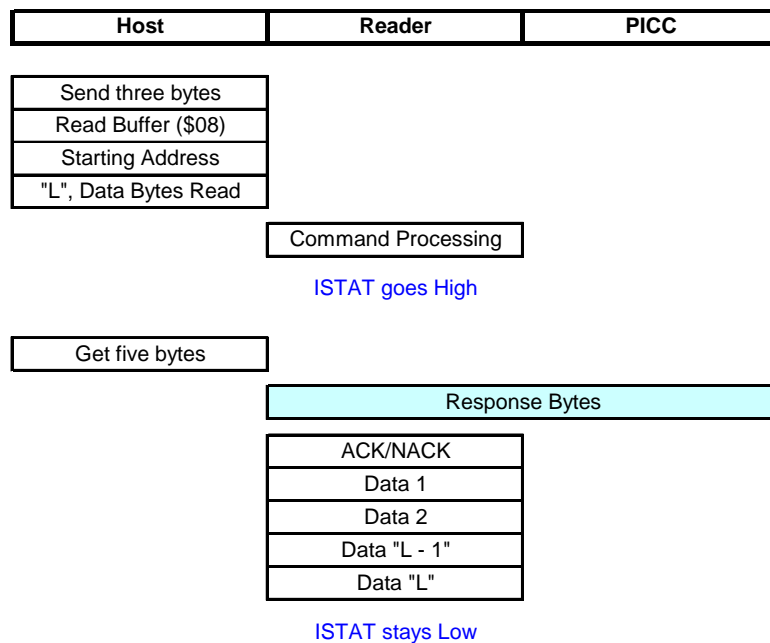 Host Reader PICC
Send three bytes
Read Buffer ($08)
Starting Address
"L", Data Bytes Read
Command Processing
ISTAT goes High
Get five bytes
Response Bytes
ACK/NACK
Data 1
Data 2
Data "L - 1"
Data "L"
ISTAT stays Low